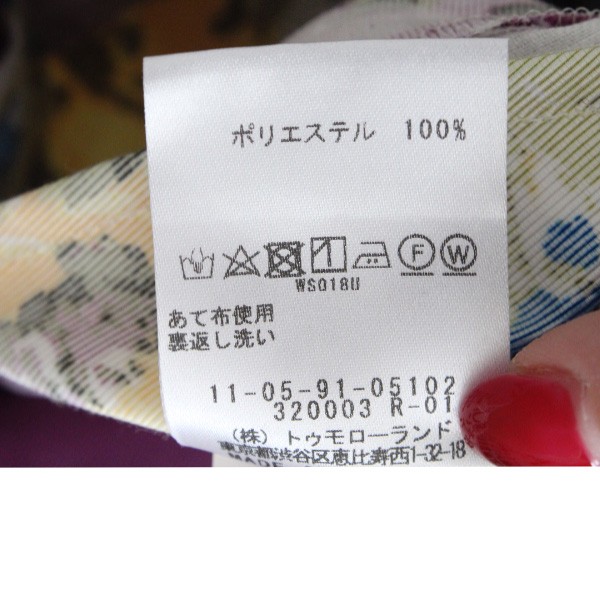 ポリエステル 100%
F W
WS018U
あて布使用
裏返し洗い
11-05-91-05102
320003 R-01
(株) トゥモローランド
東京都渋谷区恵比寿西1-32-18
MADE